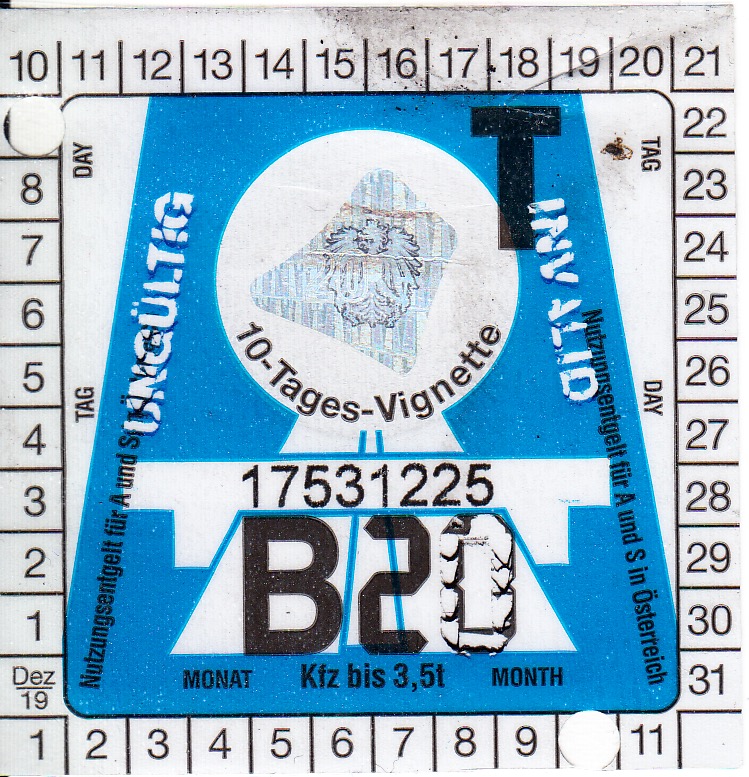 10 11 12 13 14 15 16 17 18 19 20 21
22
23
24
25
26
27
28
29
30
31
8
7
6
5
4
3
2
1
Dez
19
DAY
TAG
T
UNGÜLTIG
INVALID
10-Tages-Vignette
TAG
DAY
Nutzungsentgelt für A und S
Nutzungsentgelt für A und S in Österreich
17531225
B20
MONAT Kfz bis 3,5t MONTH
1 2 3 4 5 6 7 8 9 11